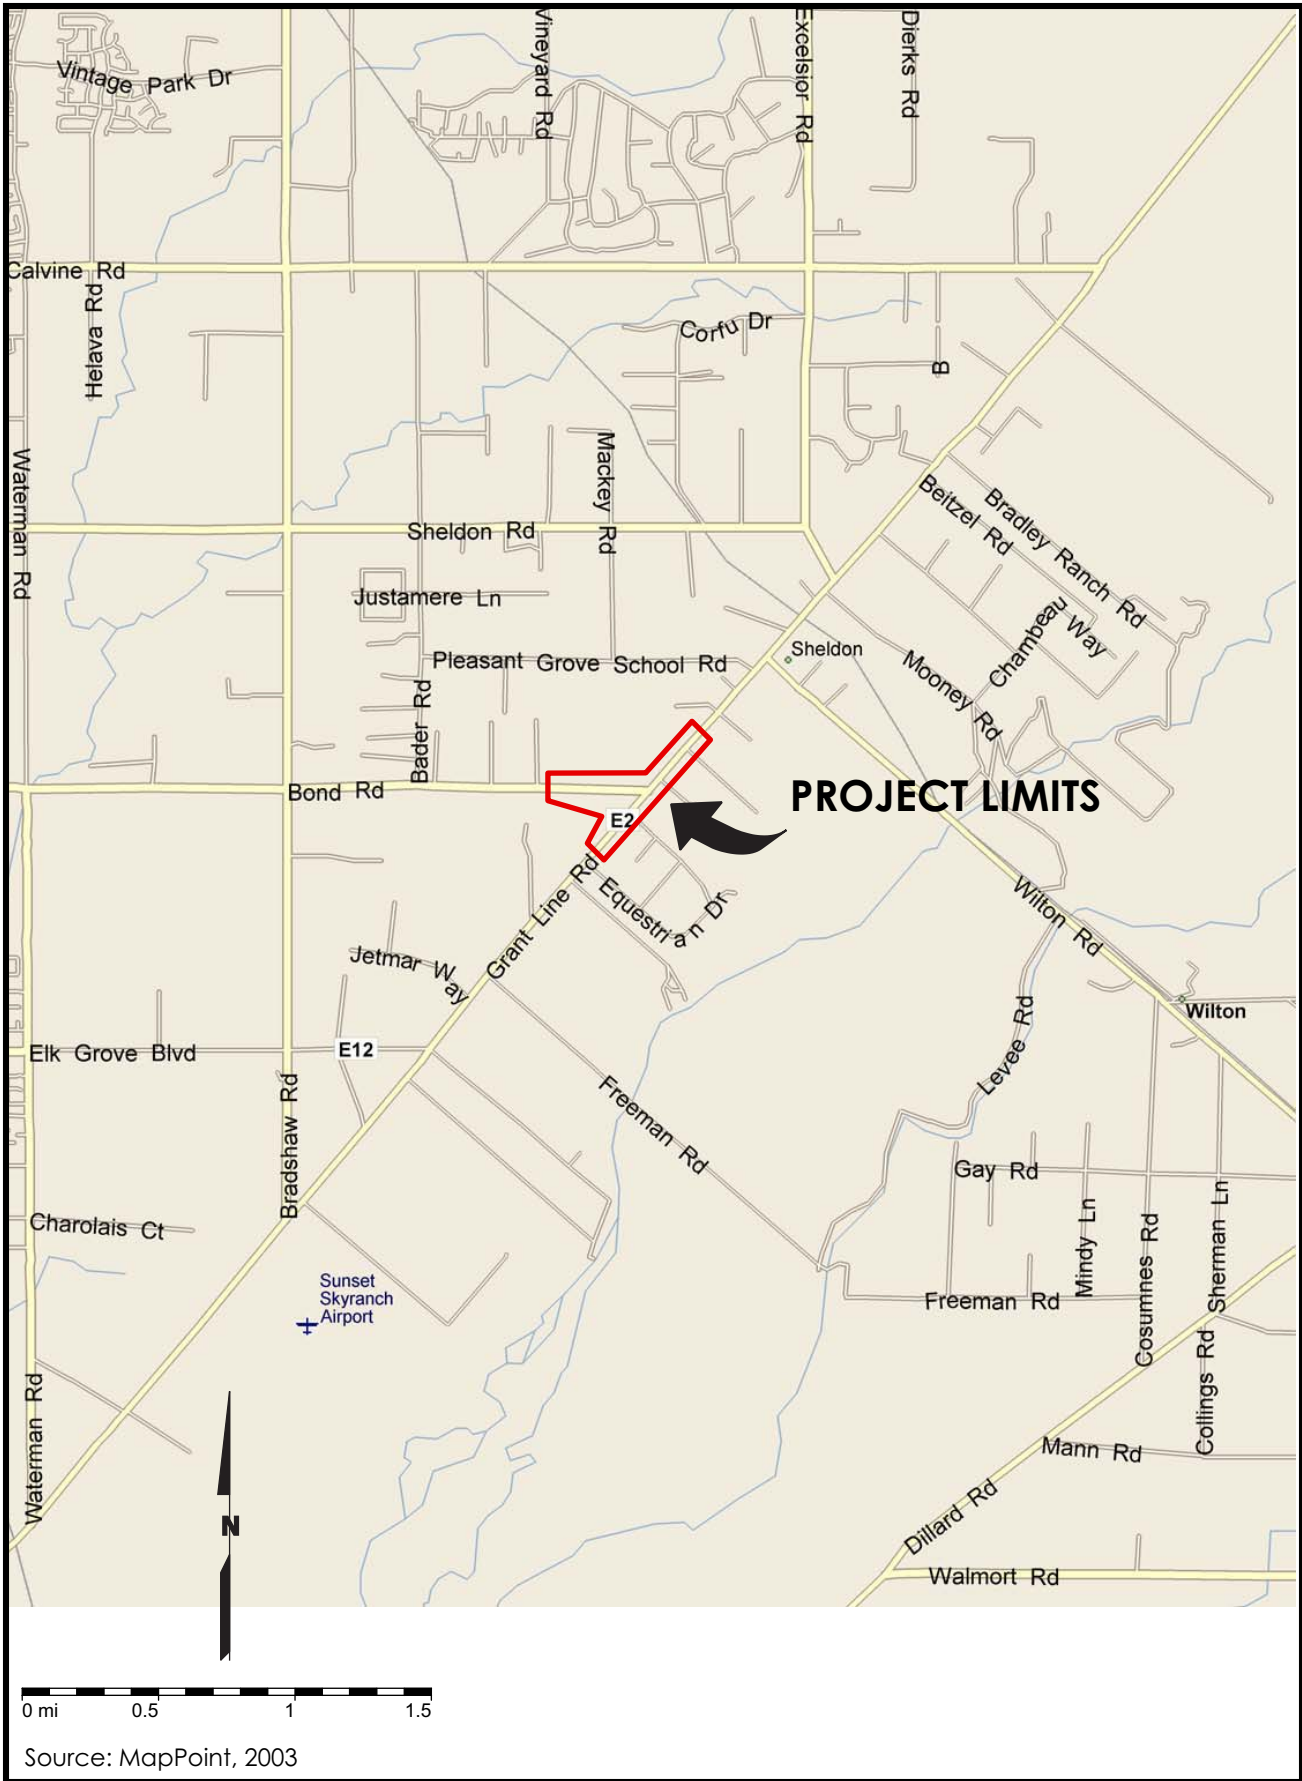 Vineyard Rd
Excelsior Rd
Dierks Rd
Vintage Park Dr
Calvine Rd
Helava Rd
Corfu Dr
B
Waterman Rd
Mackey Rd
Sheldon Rd
Beitzel Rd
Bradley Ranch Rd
Justamere Ln
Chambeau Way
Sheldon
Pleasant Grove School Rd
Mooney Rd
Bader Rd
Bond Rd
PROJECT LIMITS
E2
Grant Line Rd
Equestrian Dr
Wilton Rd
Jetmar Way
Wilton
Levee Rd
Elk Grove Blvd
E12
Bradshaw Rd
Freeman Rd
Gay Rd
Charolais Ct
Mindy Ln
Cosumnes Rd
Sherman Ln
Sunset
Skyranch
Airport
Freeman Rd
Collings Rd
Waterman Rd
Mann Rd
Dillard Rd
N
Walmort Rd
0 mi 0.5 1 1.5
Source: MapPoint, 2003